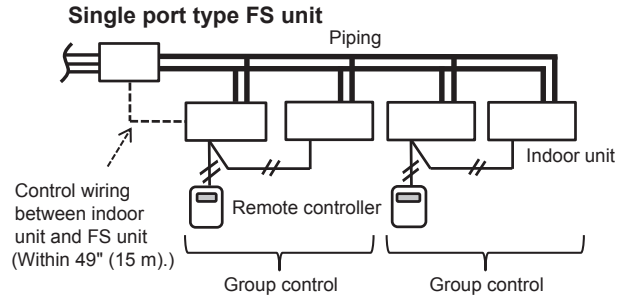 Single port type FS unit
Piping
Indoor unit
Control wiring
between indoor
unit and FS unit
(Within 49" (15 m).)
Remote controller
Group control
Group control